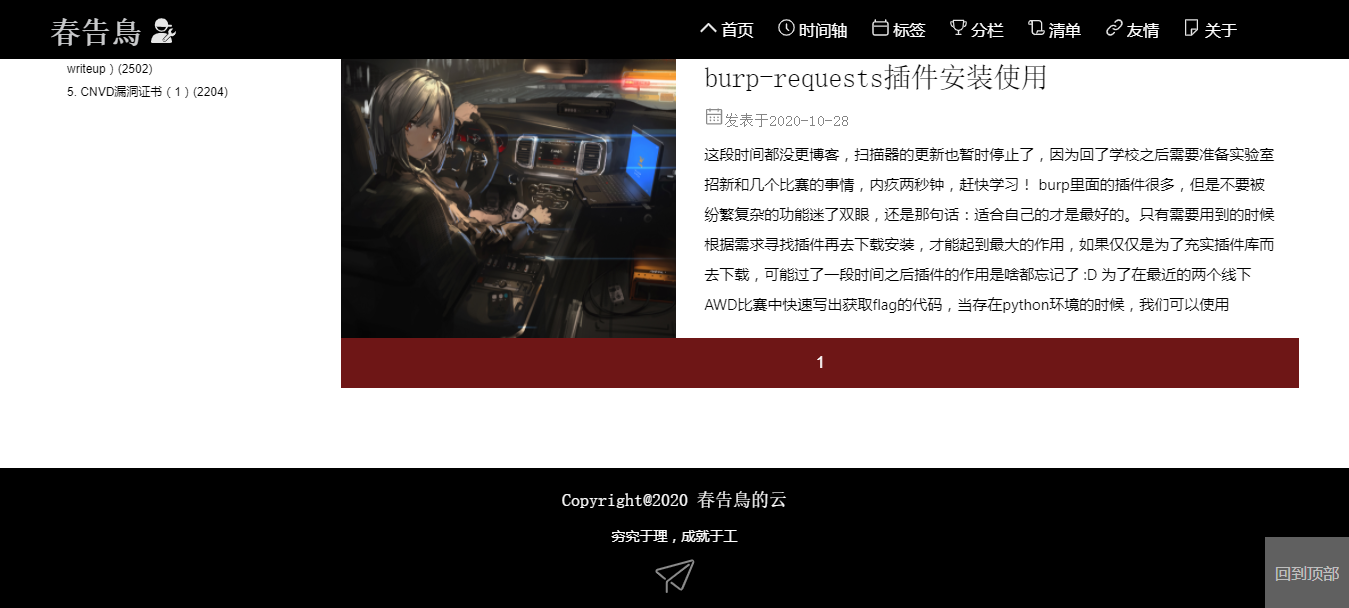 春告鳥
首页 时间轴 标签 分栏 清单 友情 关于
writeup ) (2502)
5. CNVD漏洞证书（1）(2204)
burp-requests插件安装使用
发表于2020-10-28
这段时间都没更博客，扫描器的更新也暂时停止了，因为回了学校之后需要准备实验室
招新和几个比赛的事情，内疚两秒钟，赶快学习！ burp里面的插件很多，但是不要被
纷繁复杂的功能迷了双眼，还是那句话：适合自己的才是最好的。只有需要用到的时候
根据需求寻找插件再去下载安装，才能起到最大的作用，如果仅仅是为了充实插件库而
去下载，可能过了一段时间之后插件的作用是啥都忘记了 :D 为了在最近的两个线下
AWD比赛中快速写出获取flag的代码，当存在python环境的时候，我们可以使用
1
Copyright@2020 春告鳥的云
穷究于理，成就于工
回到顶部